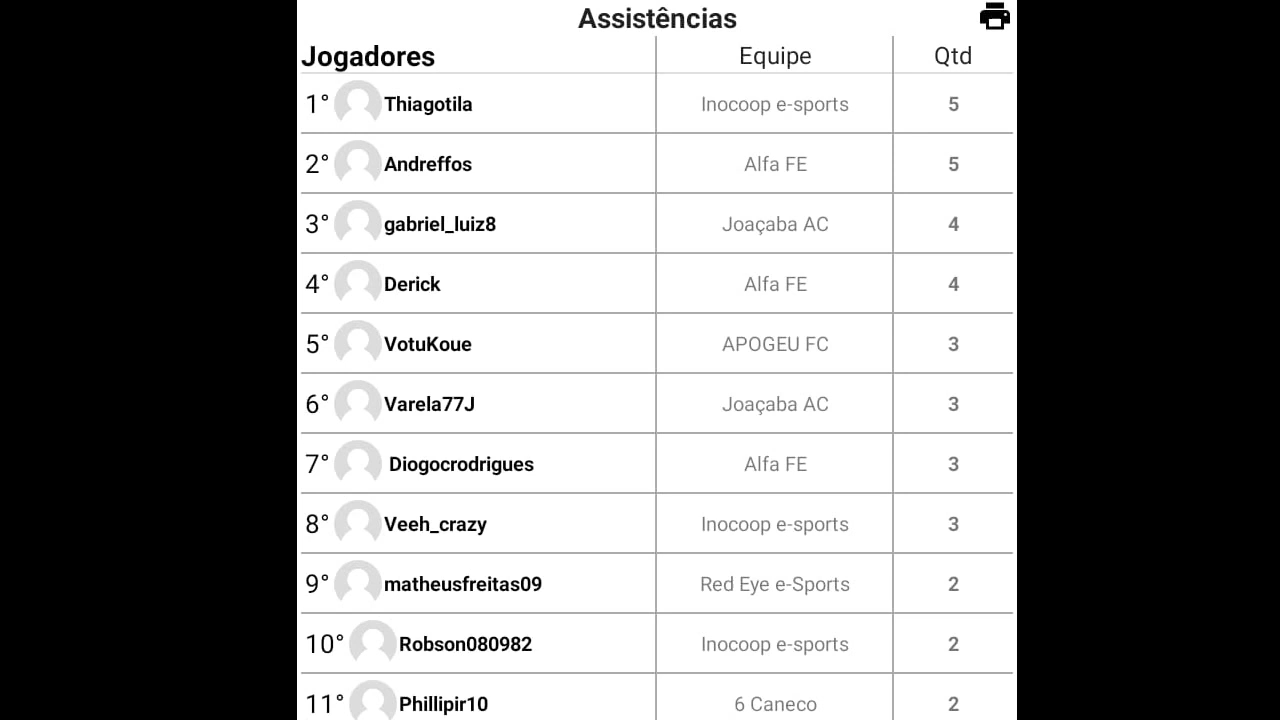 Assistências
Jogadores Equipe Qtd
1° Thiagotila Inocoop e-sports 5
2° Andreffos Alfa FE 5
3° gabriel_luiz8 Joaçaba AC 4
4° Derick Alfa FE 4
5° VotuKoue APOGEU FC 3
6° Varela77J Joaçaba AC 3
7° Diogocrodrigues Alfa FE 3
8° Veeh_crazy Inocoop e-sports 3
9° matheusfreitas09 Red Eye e-Sports 2
10° Robson080982 Inocoop e-sports 2
11° Phillipir10 6 Caneco 2